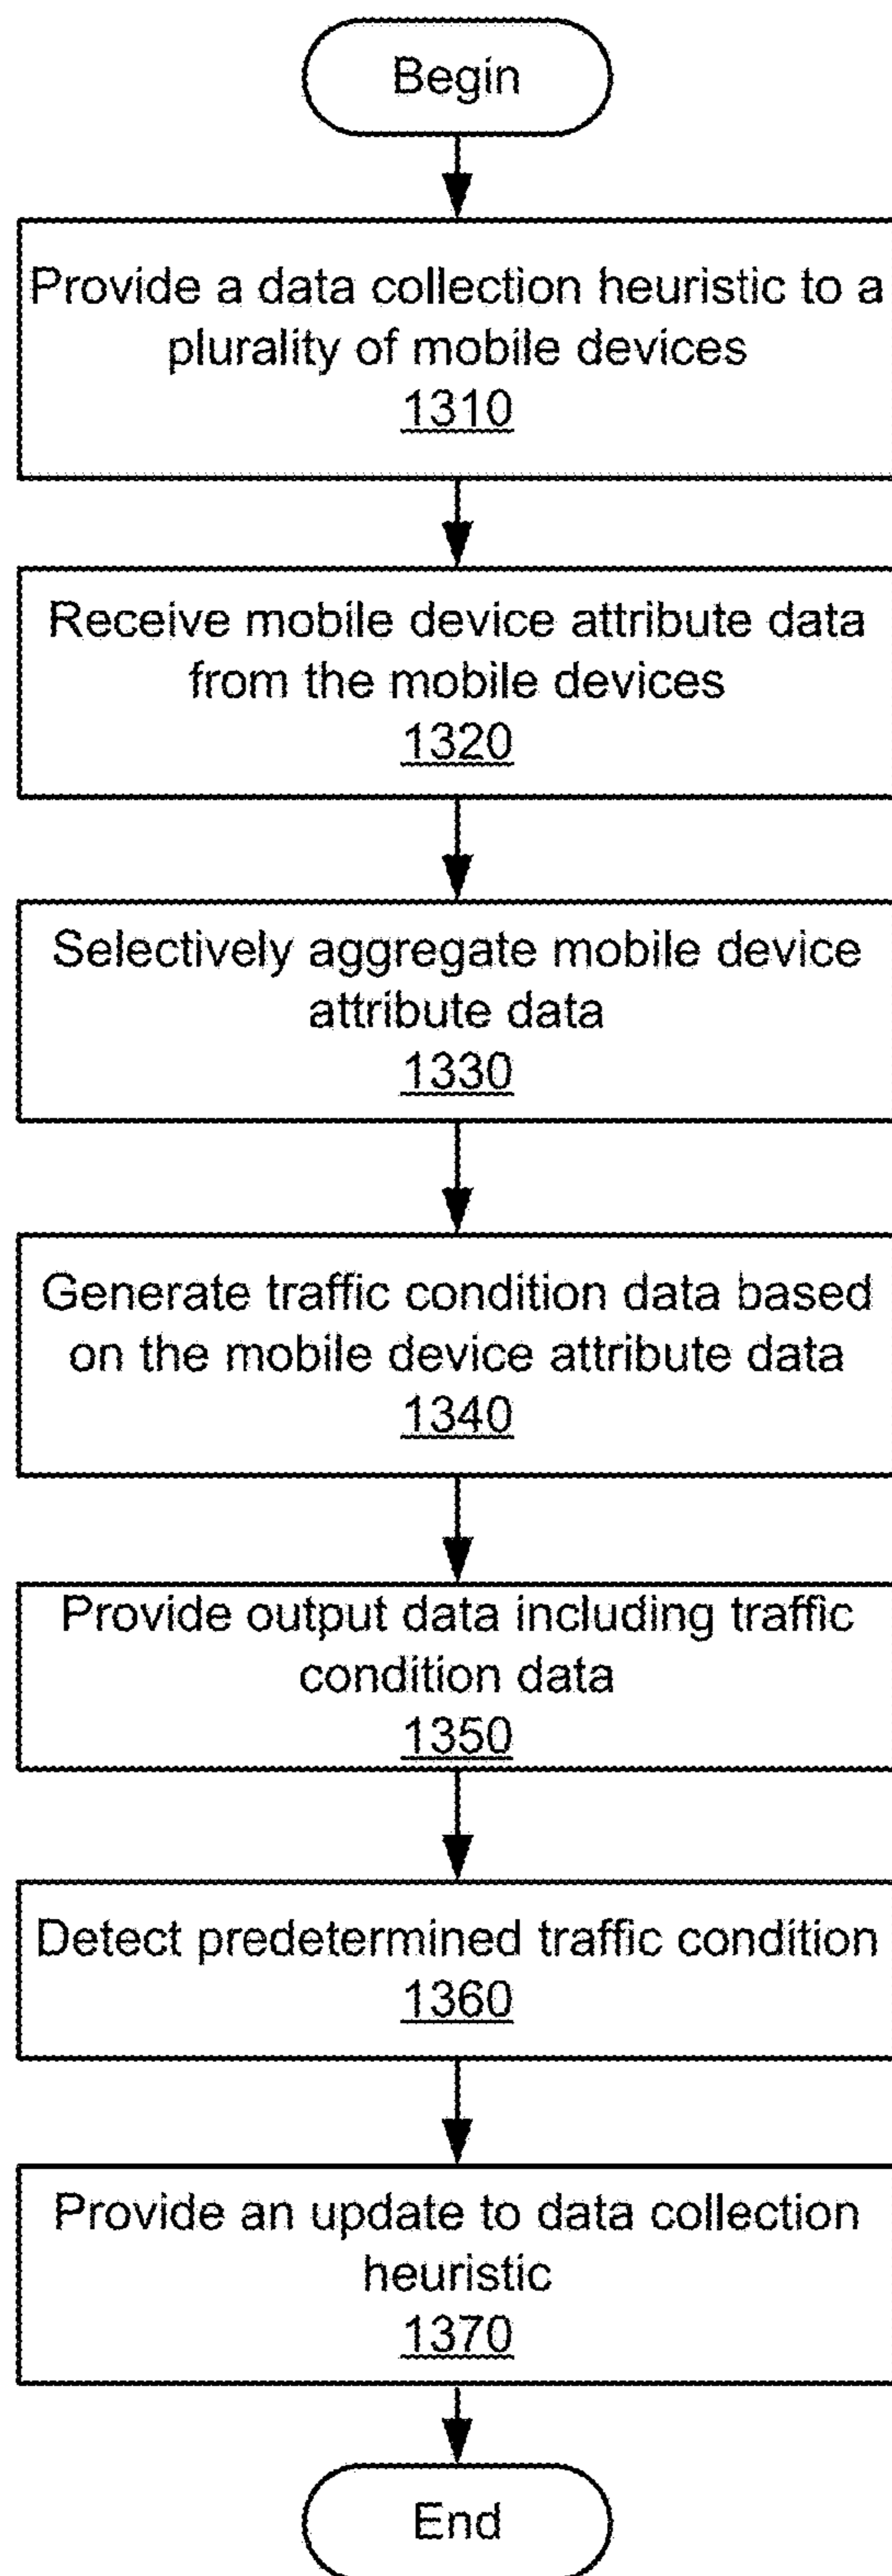 Begin
Provide a data collection heuristic to a
plurality of mobile devices
1310
Receive mobile device attribute data
from the mobile devices
1320
Selectively aggregate mobile device
attribute data
1330
Generate traffic condition data based
on the mobile device attribute data
1340
Provide output data including traffic
condition data
1350
Detect predetermined traffic condition
1360
Provide an update to data collection
heuristic
1370
End